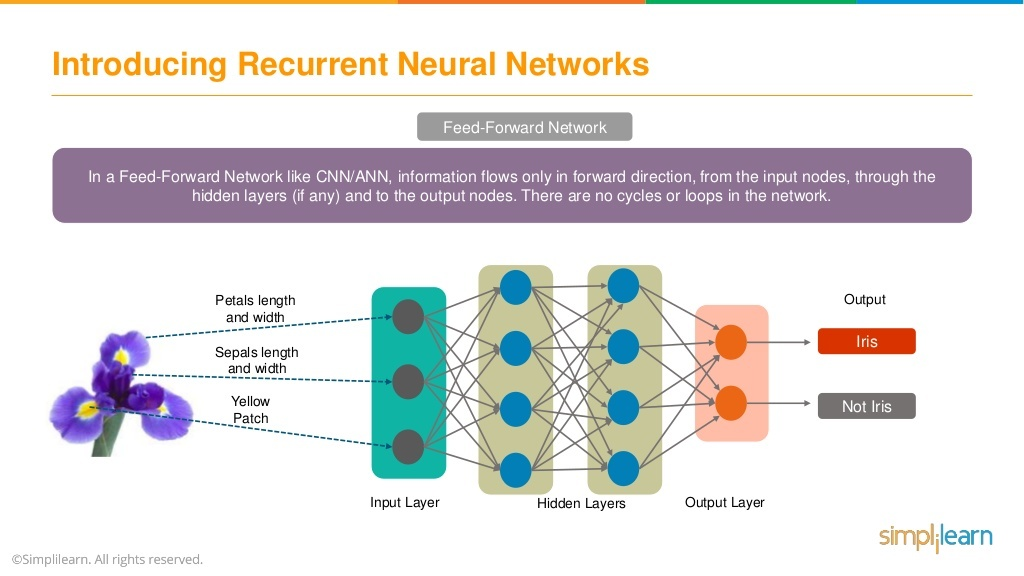 Introducing Recurrent Neural Networks
Feed-Forward Network
In a Feed-Forward Network like CNN/ANN, information flows only in forward direction, from the input nodes, through the
hidden layers (if any) and to the output nodes. There are no cycles or loops in the network.
Petals length
and width
Sepals length
and width
Yellow
Patch
Output
Iris
Not Iris
Input Layer
Hidden Layers
Output Layer
simplilearn
©Simplilearn. All rights reserved.